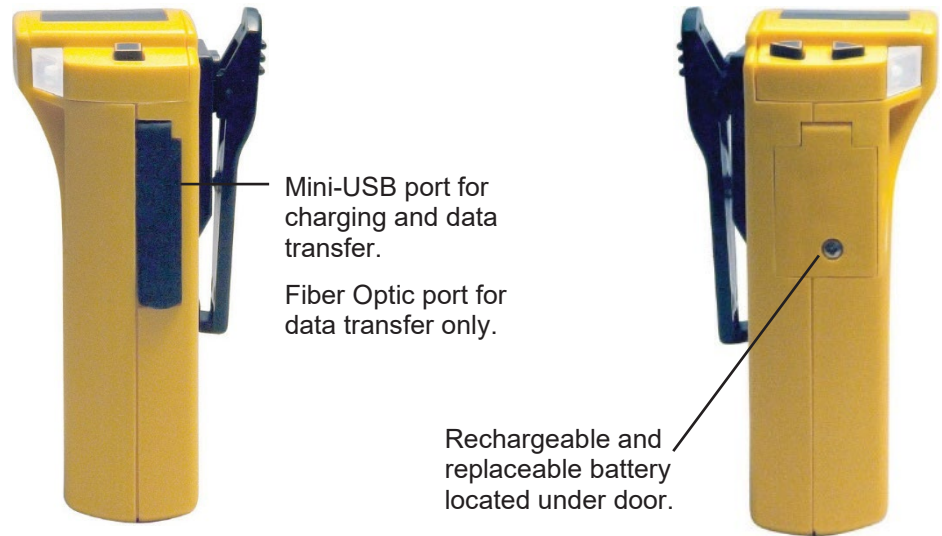 Mini-USB port for
charging and data
transfer.
Fiber Optic port for
data transfer only.
Rechargeable and
replaceable battery
located under door.